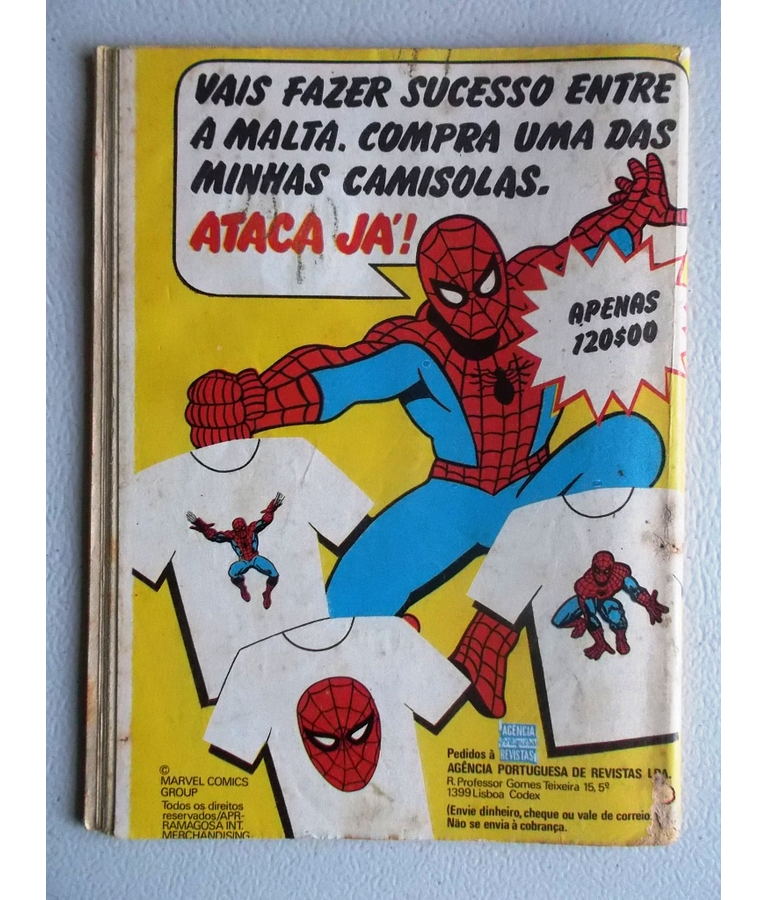 VAIS FAZER SUCESSO ENTRE
A MALTA. COMPRA UMA DAS
MINHAS CAMISOLAS.
ATACA JÁ!
APENAS
120$00
AGÊNCIA
REVISTAS
Pedidos à
AGÊNCIA PORTUGUESA DE REVISTAS LDA.
R. Professor Gomes Teixeira 15, 5º
1399 Lisboa Codex
(Envie dinheiro, cheque ou vale de correio.
Não se envia à cobrança.
©
MARVEL COMICS
GROUP
Todos os direitos
reservados/APR-
RAMAGOSA INT.
MERCHANDISING